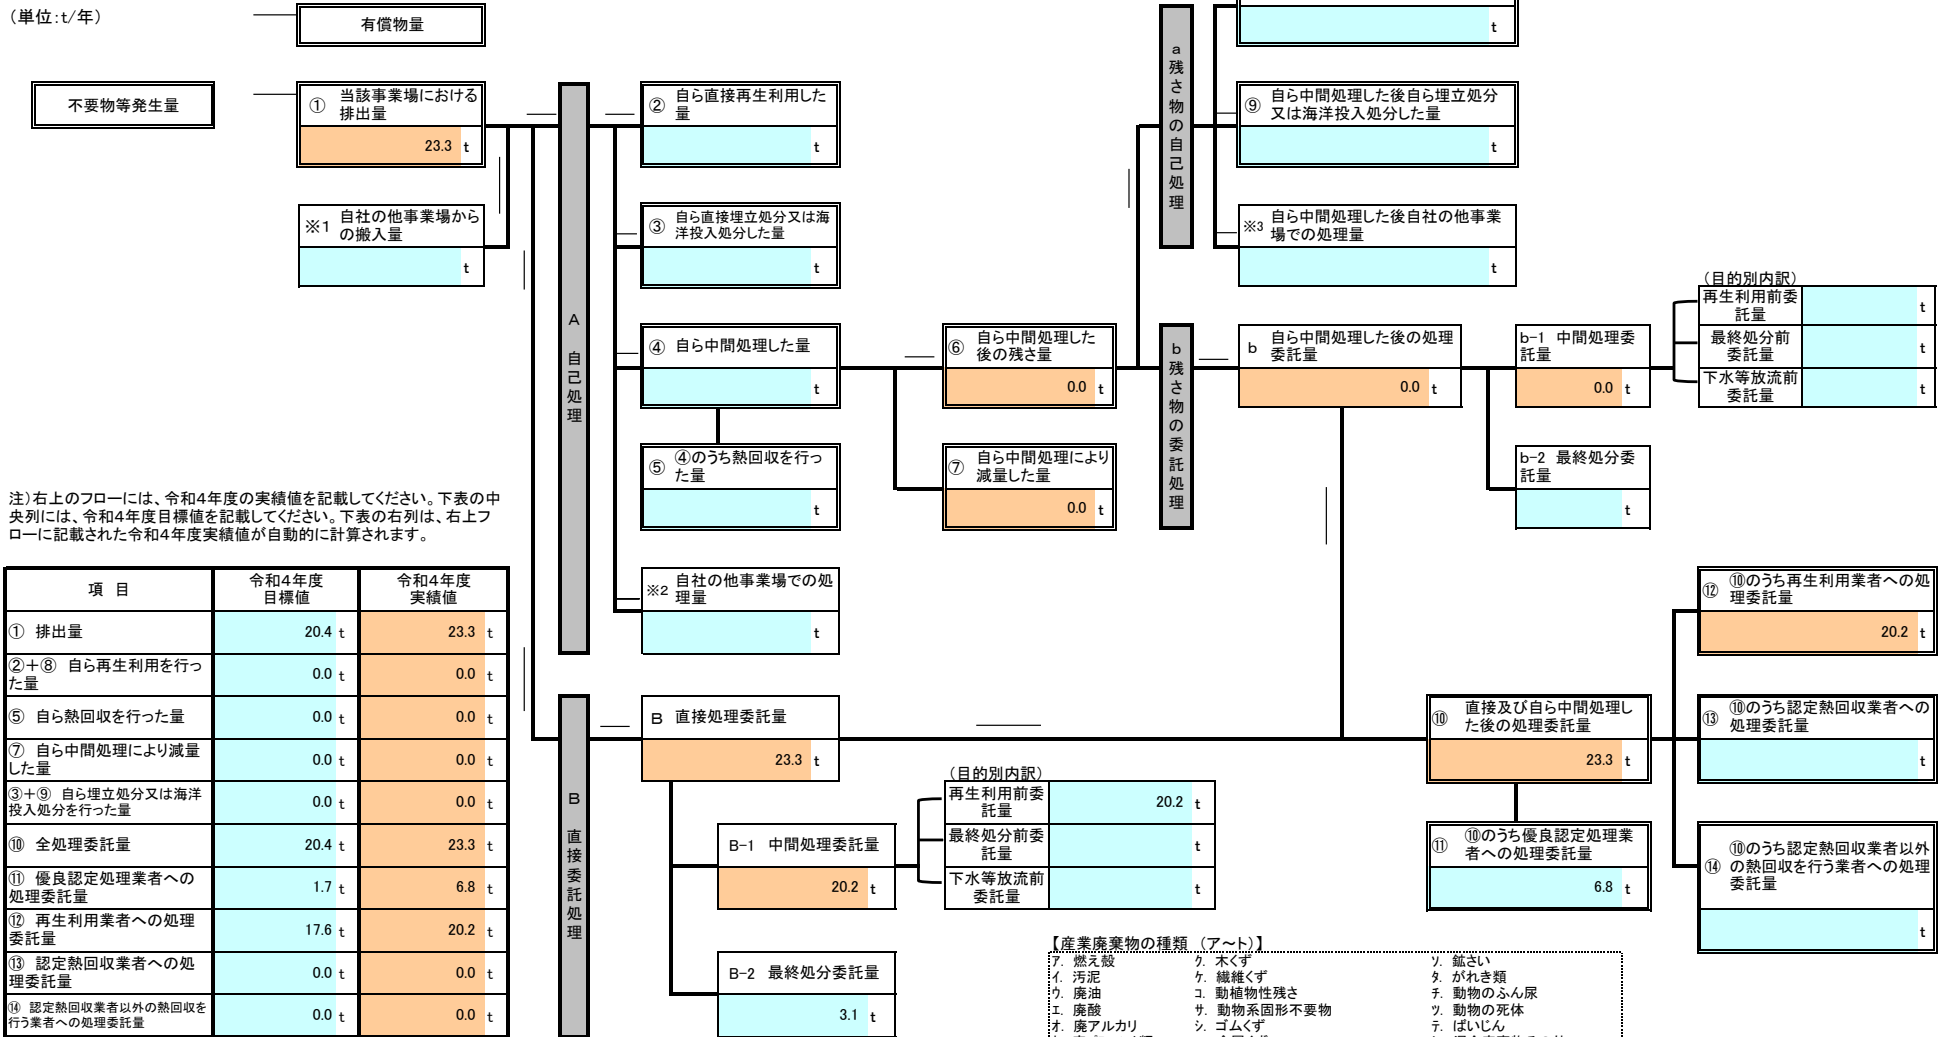 (単位:t/年)
有償物量
t
不要物等発生量
① 当該事業場における
排出量
23.3 t
※1 自社の他事業場から
の搬入量
t
A 自己処理
② 自ら直接再生利用した
量
t
③ 自ら直接埋立処分又は海
洋投入処分した量
t
④ 自ら中間処理した量
t
⑤ ④のうち熱回収を行っ
た量
t
※2 自社の他事業場での処
理量
t
⑥ 自ら中間処理した
後の残さ量
0.0 t
⑦ 自ら中間処理により
減量した量
0.0 t
a 残さ物の自己処理
⑨ 自ら中間処理した後自ら埋立処分
又は海洋投入処分した量
t
※3 自ら中間処理した後自社の他事業
場での処理量
t
b 残さ物の委託処理
b 自ら中間処理した後の処理
委託量
0.0 t
b-1 中間処理委
託量
0.0 t
b-2 最終処分委
託量
t
(目的別内訳)
再生利用前委
託量 t
最終処分前
委託量 t
下水等放流前
委託量 t
注)右上のフローには、令和4年度の実績値を記載してください。下表の中
央列には、令和4年度目標値を記載してください。下表の右列は、右上フ
ローに記載された令和4年度実績値が自動的に計算されます。
項 目 令和4年度
目標値 令和4年度
実績値
① 排出量 20.4 t 23.3 t
②+⑧ 自ら再生利用を行っ
た量 0.0 t 0.0 t
⑤ 自ら熱回収を行った量 0.0 t 0.0 t
⑦ 自ら中間処理により減量
した量 0.0 t 0.0 t
③+⑨ 自ら埋立処分又は海洋
投入処分を行った量 0.0 t 0.0 t
⑩ 全処理委託量 20.4 t 23.3 t
⑪ 優良認定処理業者への
処理委託量 1.7 t 6.8 t
⑫ 再生利用業者への処理
委託量 17.6 t 20.2 t
⑬ 認定熱回収業者への処
理委託量 0.0 t 0.0 t
⑭ 認定熱回収業者以外の熱回収を
行う業者への処理委託量 0.0 t 0.0 t
B 直接委託処理
B 直接処理委託量
23.3 t
B-1 中間処理委託量
20.2 t
B-2 最終処分委託量
3.1 t
(目的別内訳)
再生利用前委
託量 20.2 t
最終処分前委
託量 t
下水等放流前
委託量 t
⑩ 直接及び自ら中間処理し
た後の処理委託量
23.3 t
⑪ ⑩のうち優良認定処理業
者への処理委託量
6.8 t
⑫ ⑩のうち再生利用業者への処
理委託量
20.2 t
⑬ ⑩のうち認定熱回収業者への
処理委託量
t
⑭ ⑩のうち認定熱回収業者以外
の熱回収を行う業者への処理
委託量
t
【産業廃棄物の種類 (ア～ト)】
ア. 燃え殻 ク. 木くず ソ. 鉱さい
イ. 汚泥 ケ. 繊維くず タ. がれき類
ウ. 廃油 コ. 動植物性残さ チ. 動物のふん尿
エ. 廃酸 サ. 動物系固形不要物 ツ. 動物の死体
オ. 廃アルカリ シ. ゴムくず テ. ばいじん